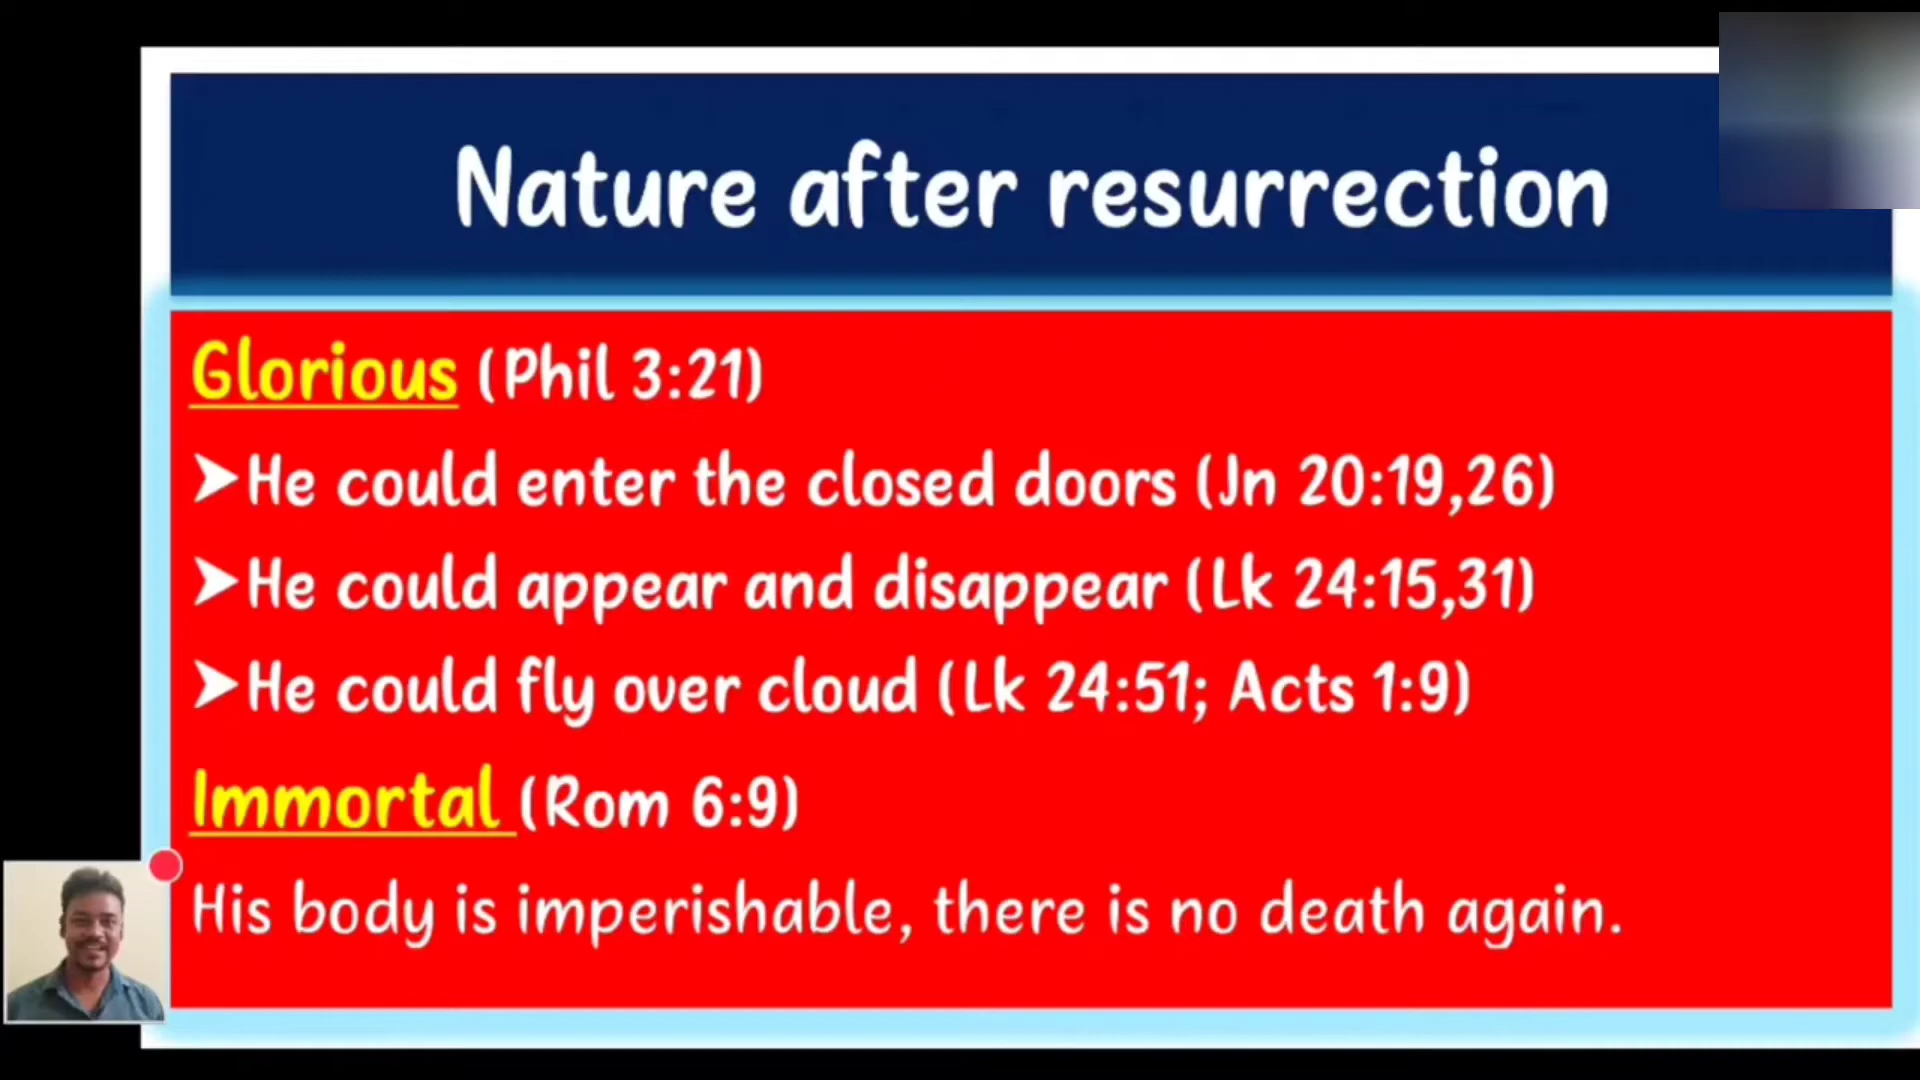 Nature after resurrection
Glorious (Phil 3:21)
➤He could enter the closed doors (Jn 20:19,26)
➤He could appear and disappear (Lk 24:15,31)
➤He could fly over cloud (Lk 24:51; Acts 1:9)
Immortal (Rom 6:9)
His body is imperishable, there is no death again.